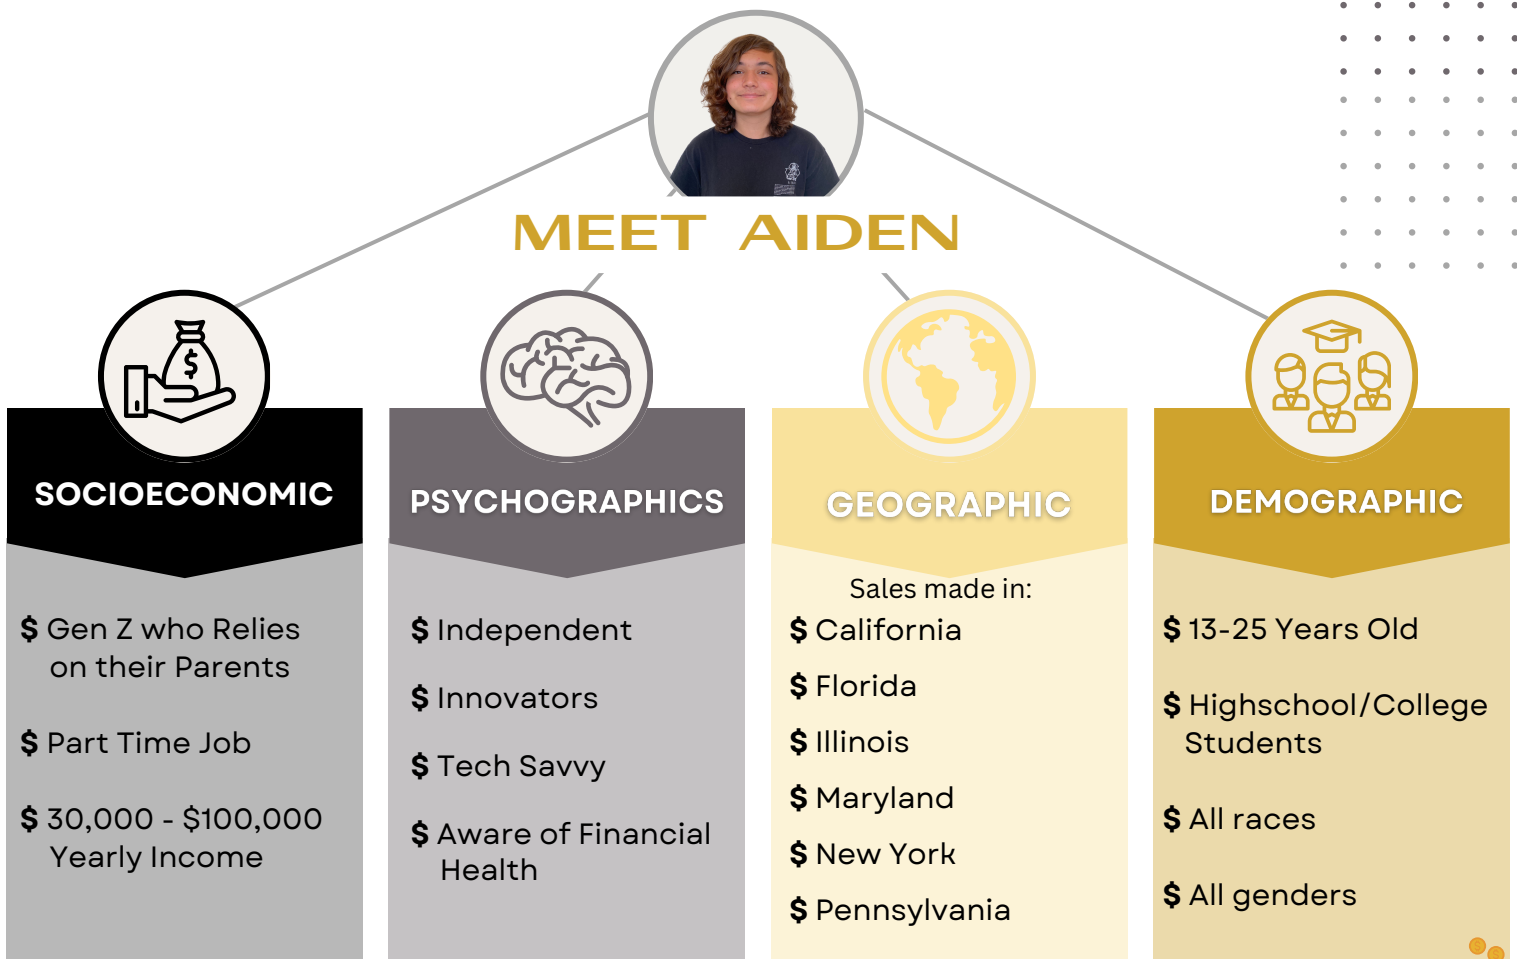 MEET AIDEN
SOCIOECONOMIC
$ Gen Z who Relies
on their Parents
$ Part Time Job
$ 30,000 - $100,000
Yearly Income
PSYCHOGRAPHICS
$ Independent
$ Innovators
$ Tech Savvy
$ Aware of Financial
Health
GEOGRAPHIC
Sales made in:
$ California
$ Florida
$ Illinois
$ Maryland
$ New York
$ Pennsylvania
DEMOGRAPHIC
$ 13-25 Years Old
$ Highschool/College
Students
$ All races
$ All genders